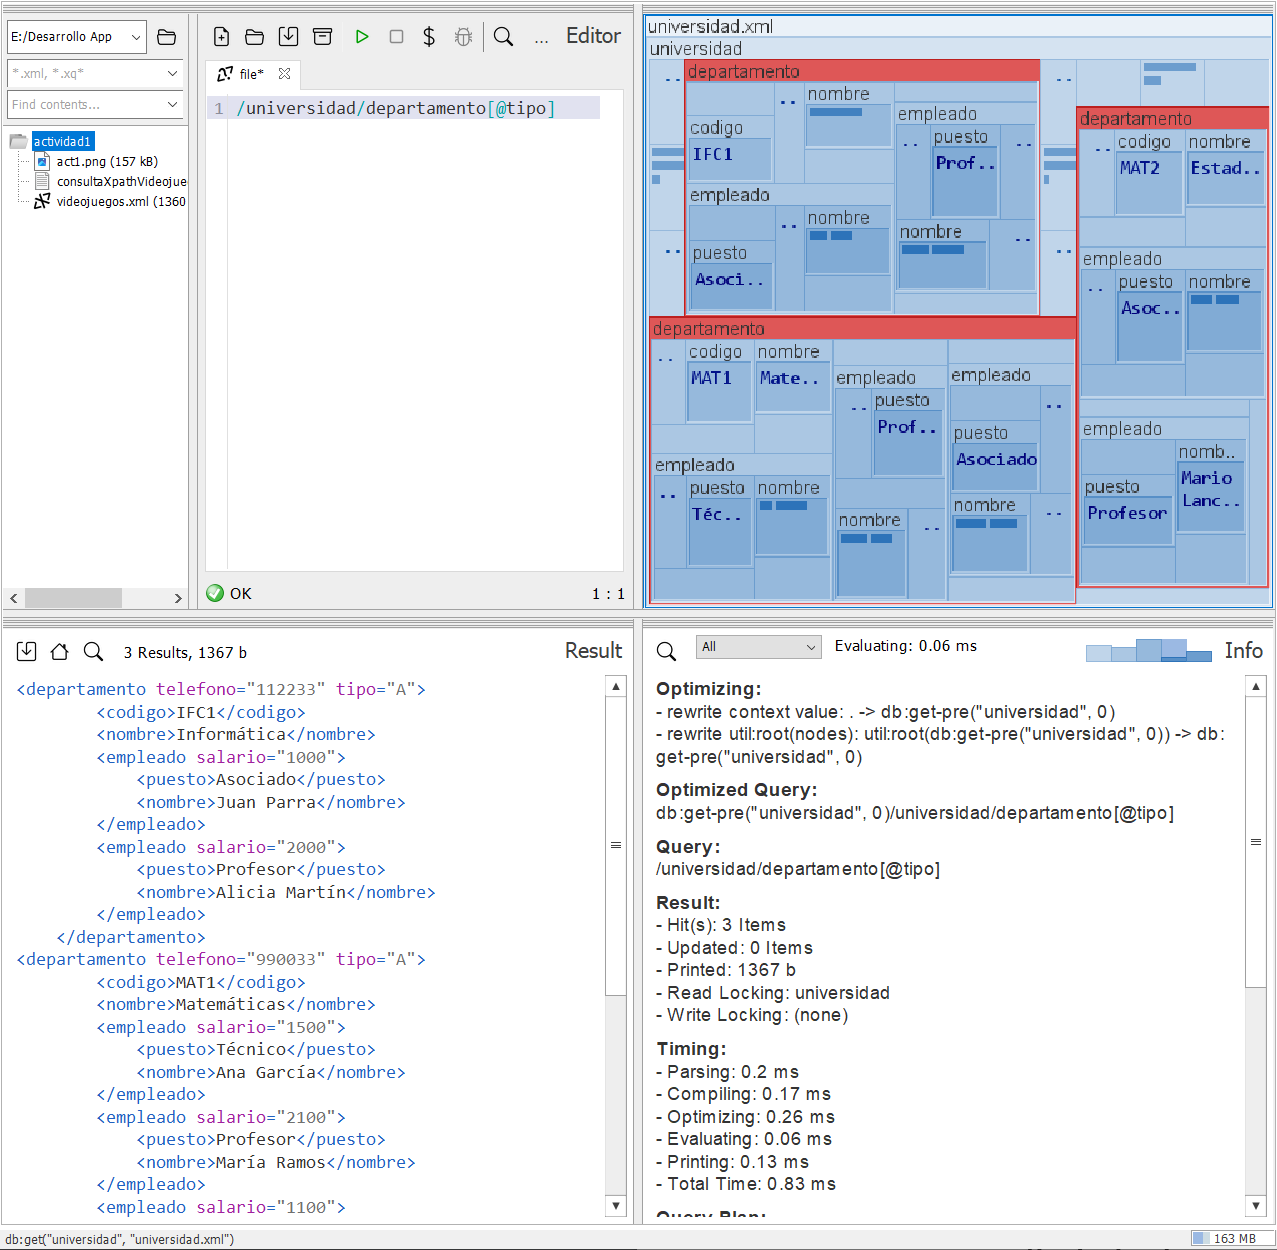 E:/Desarrollo App
*.xml, *.xq*
Find contents...
actividad1
act1.png (157 kB)
consultaXpathVideojue
videojuegos.xml (1360
$
...
Editor
file*
1 /universidad/departamento[@tipo]
OK
1 : 1
universidad.xml
universidad
departamento
codigo
IFC1
nombre
empleado
puesto
Prof..
nombre
empleado
nombre
puesto
Asoci..
departamento
codigo
MAT2
nombre
Estad..
empleado
puesto
Asoc..
nombre
empleado
puesto
Profesor
nomb..
Mario
Lanc..
departamento
codigo
MAT1
nombre
Mate..
empleado
puesto
Prof..
nombre
empleado
puesto
Asociado
nombre
empleado
puesto
Téc..
nombre
3 Results, 1367 b
Result
<departamento telefono="112233" tipo="A">
<codigo>IFC1</codigo>
<nombre>Informática</nombre>
<empleado salario="1000">
<puesto>Asociado</puesto>
<nombre>Juan Parra</nombre>
</empleado>
<empleado salario="2000">
<puesto>Profesor</puesto>
<nombre>Alicia Martín</nombre>
</empleado>
</departamento>
<departamento telefono="990033" tipo="A">
<codigo>MAT1</codigo>
<nombre>Matemáticas</nombre>
<empleado salario="1500">
<puesto>Técnico</puesto>
<nombre>Ana García</nombre>
</empleado>
<empleado salario="2100">
<puesto>Profesor</puesto>
<nombre>María Ramos</nombre>
</empleado>
<empleado salario="1100">
All
Evaluating: 0.06 ms
Info
Optimizing:
- rewrite context value: . -> db:get-pre("universidad", 0)
- rewrite util:root(nodes): util:root(db:get-pre("universidad", 0)) -> db:
get-pre("universidad", 0)
Optimized Query:
db:get-pre("universidad", 0)/universidad/departamento[@tipo]
Query:
/universidad/departamento[@tipo]
Result:
- Hit(s): 3 Items
- Updated: 0 Items
- Printed: 1367 b
- Read Locking: universidad
- Write Locking: (none)
Timing:
- Parsing: 0.2 ms
- Compiling: 0.17 ms
- Optimizing: 0.26 ms
- Evaluating: 0.06 ms
- Printing: 0.13 ms
- Total Time: 0.83 ms
Query Plan:
db:get("universidad", "universidad.xml")
163 MB